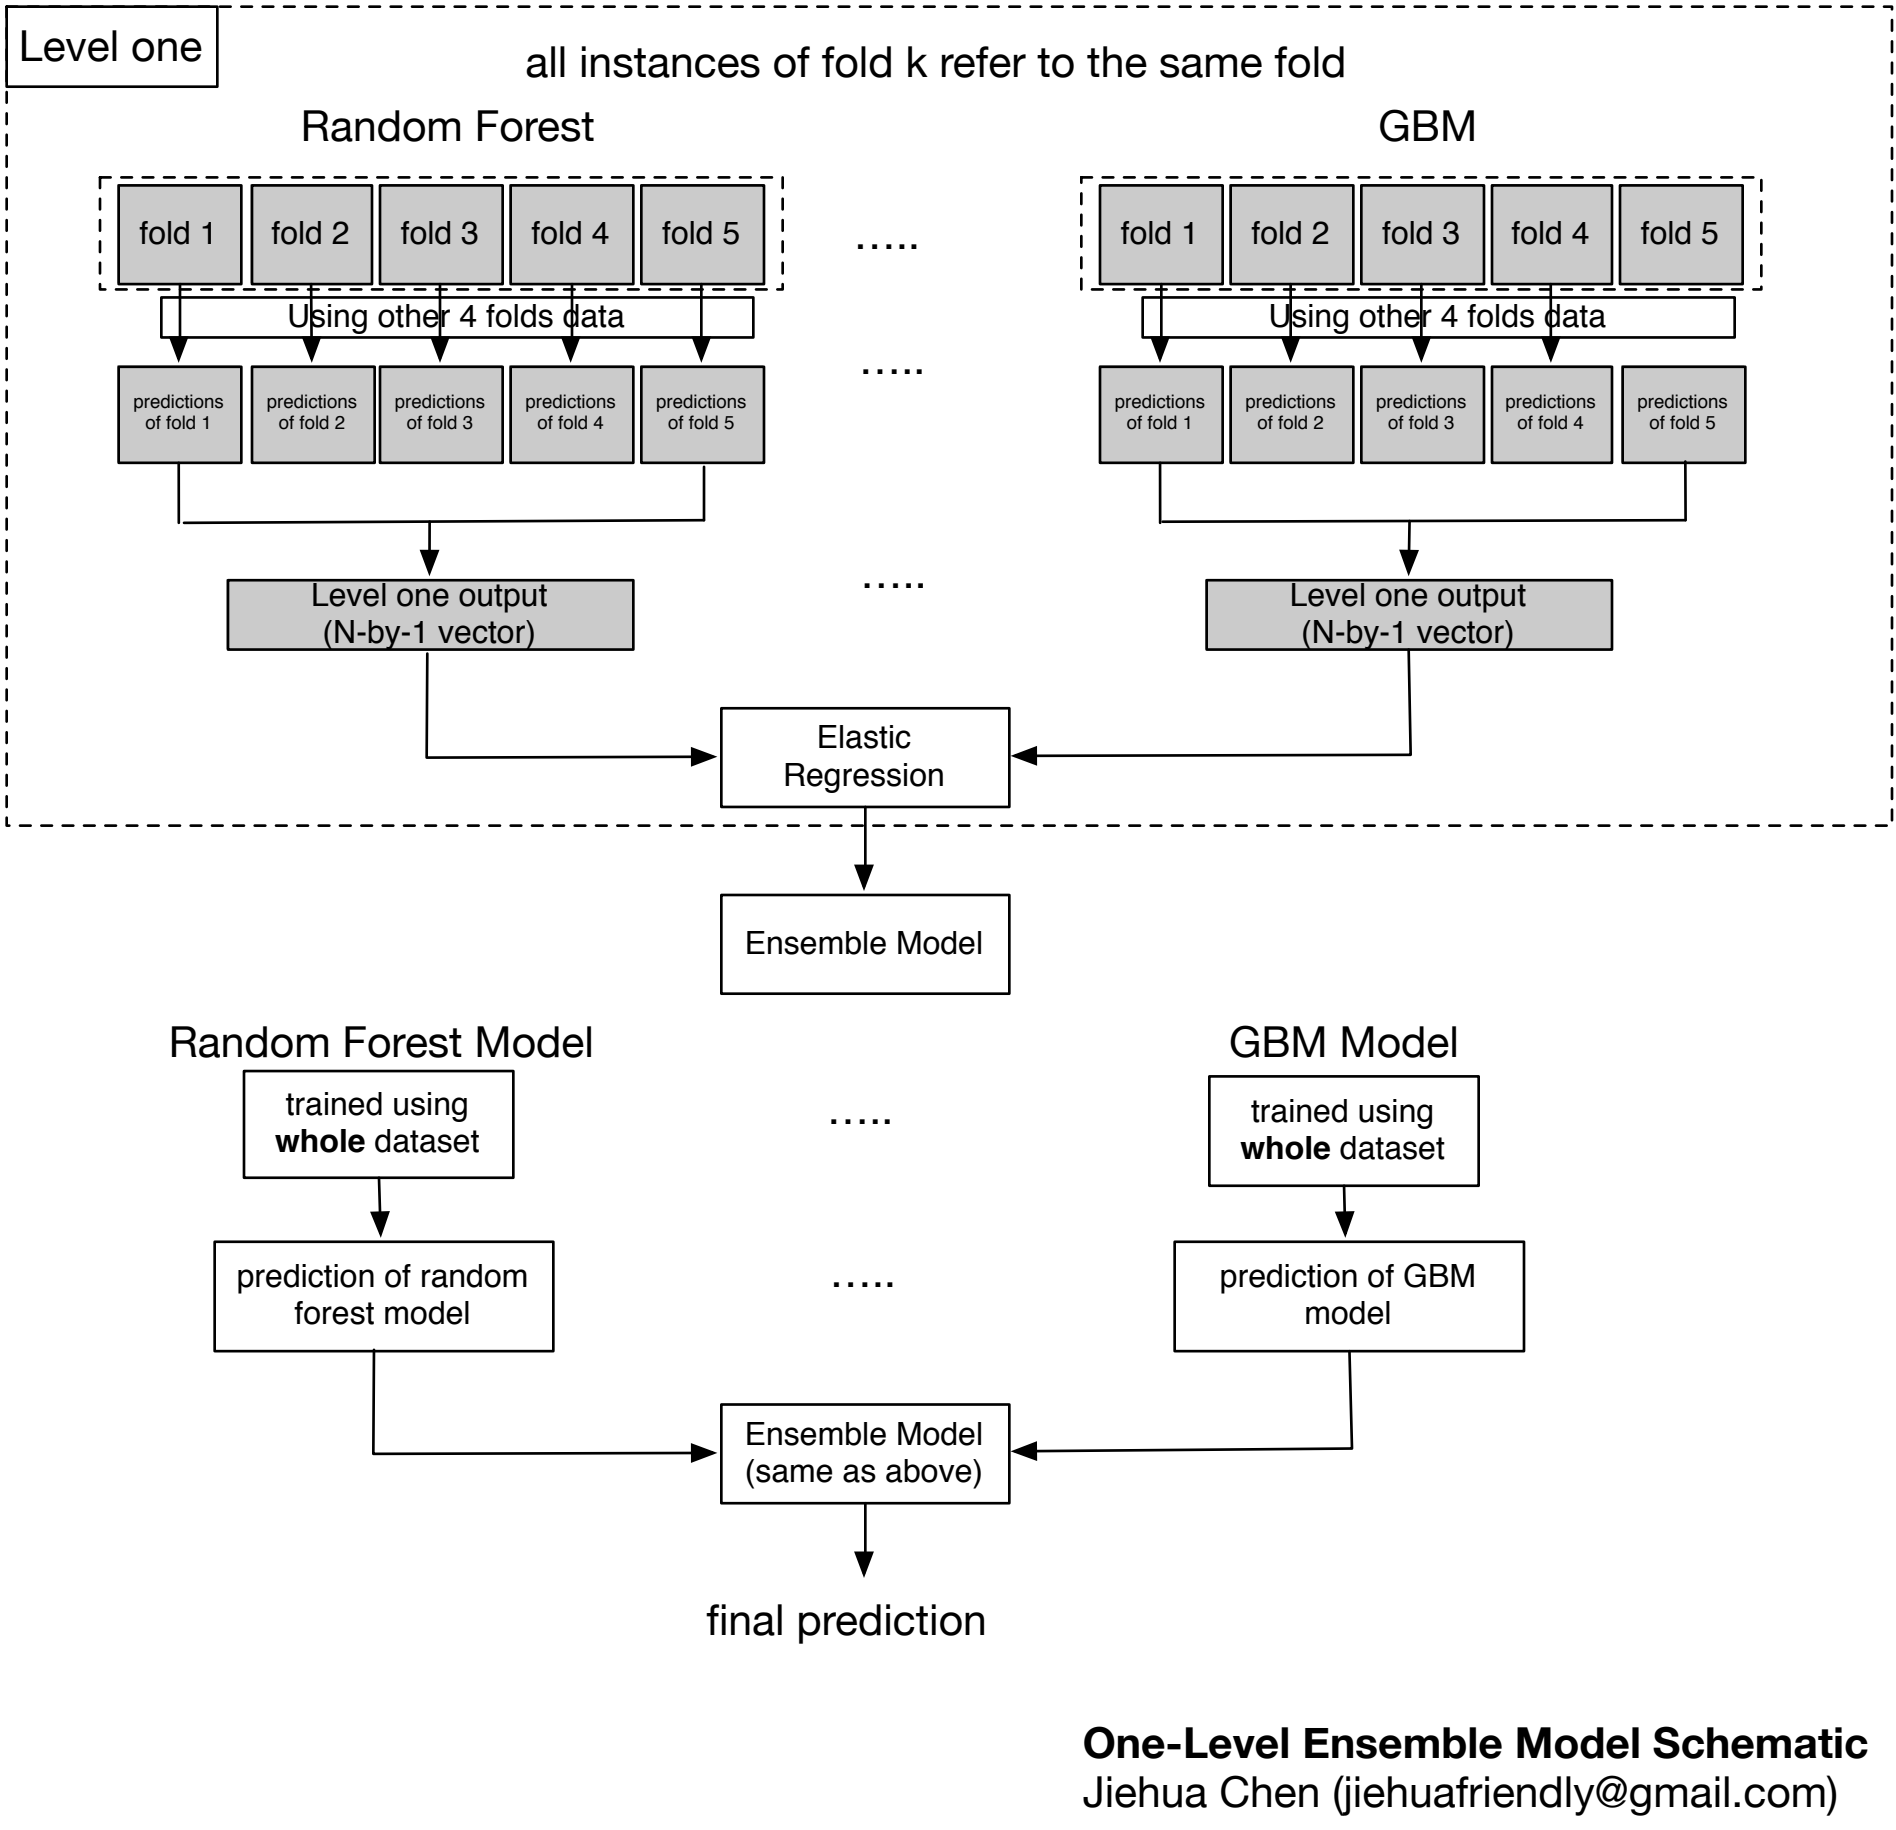 Level one
all instances of fold k refer to the same fold
Random Forest
GBM
fold 1
fold 2
fold 3
fold 4
fold 5
.....
fold 1
fold 2
fold 3
fold 4
fold 5
Using other 4 folds data
Using other 4 folds data
.....
predictions
of fold 1
predictions
of fold 2
predictions
of fold 3
predictions
of fold 4
predictions
of fold 5
predictions
of fold 1
predictions
of fold 2
predictions
of fold 3
predictions
of fold 4
predictions
of fold 5
Level one output
(N-by-1 vector)
.....
Level one output
(N-by-1 vector)
Elastic
Regression
Ensemble Model
Random Forest Model
GBM Model
trained using
whole dataset
.....
trained using
whole dataset
prediction of random
forest model
.....
prediction of GBM
model
Ensemble Model
(same as above)
final prediction
One-Level Ensemble Model Schematic
Jiehua Chen (jiehuafriendly@gmail.com)